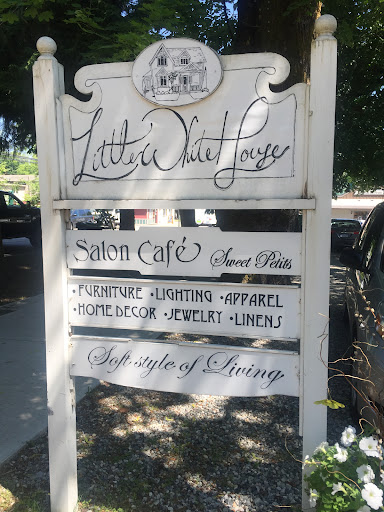 Little White House
Salon Café Sweet Petits
•FURNITURE •LIGHTING •APPAREL
•HOME DECOR •JEWELRY •LINENS
Soft style of Living